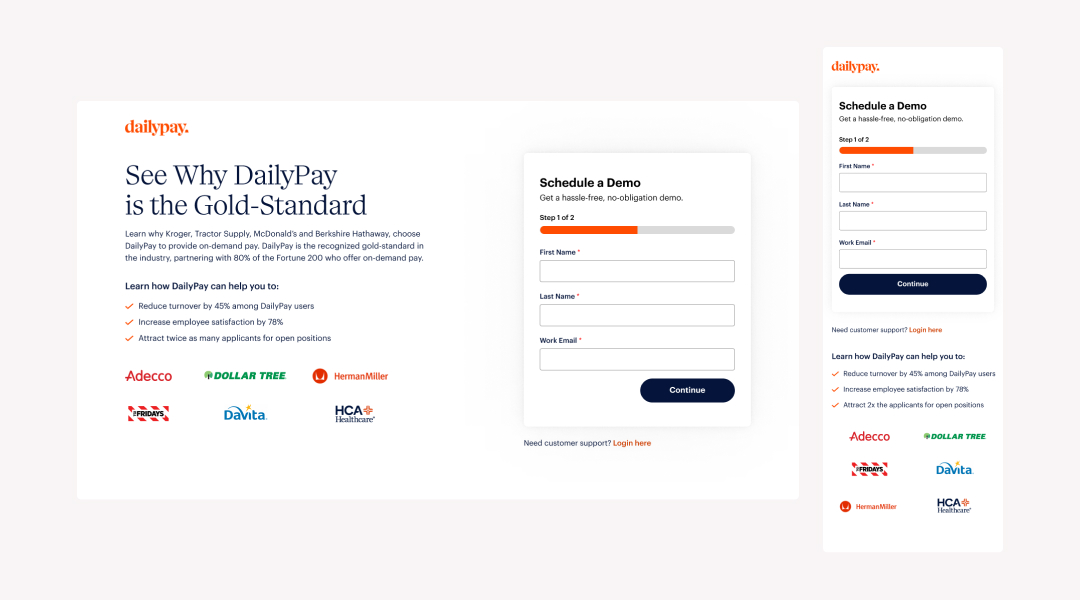 dailypay.
See Why DailyPay
is the Gold-Standard
Learn why Kroger, Tractor Supply, McDonald's and Berkshire Hathaway, choose
DailyPay to provide on-demand pay. DailyPay is the recognized gold-standard in
the industry, partnering with 80% of the Fortune 200 who offer on-demand pay.
Learn how DailyPay can help you to:
Reduce turnover by 45% among DailyPay users
Increase employee satisfaction by 78%
Attract twice as many applicants for open positions
Adecco DOLLAR TREE HermanMiller
TGI FRIDAYS DaVita. HCA
Healthcare®
Schedule a Demo
Get a hassle-free, no-obligation demo.
Step 1 of 2
First Name *
Last Name *
Work Email *
Continue
Need customer support? Login here
dailypay.
Schedule a Demo
Get a hassle-free, no-obligation demo.
Step 1 of 2
First Name *
Last Name *
Work Email *
Continue
Need customer support? Login here
Learn how DailyPay can help you to:
Reduce turnover by 45% among DailyPay users
Increase employee satisfaction by 78%
Attract 2x the applicants for open positions
Adecco DOLLAR TREE
TGI FRIDAYS DaVita.
HermanMiller HCA
Healthcare®